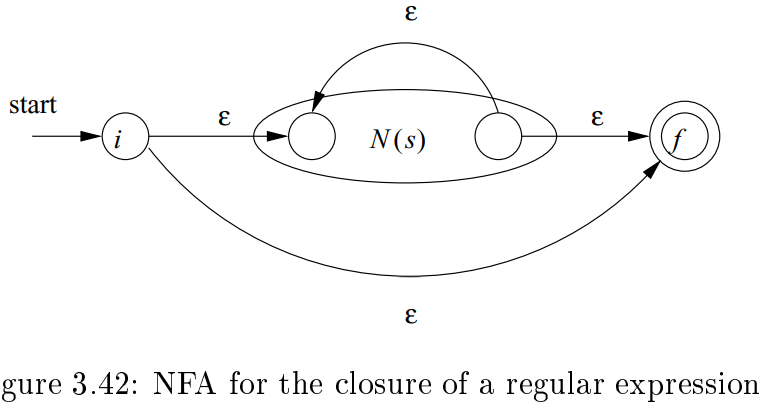 ε
start
i
ε
N(s)
ε
f
ε
gure 3.42: NFA for the closure of a regular expression